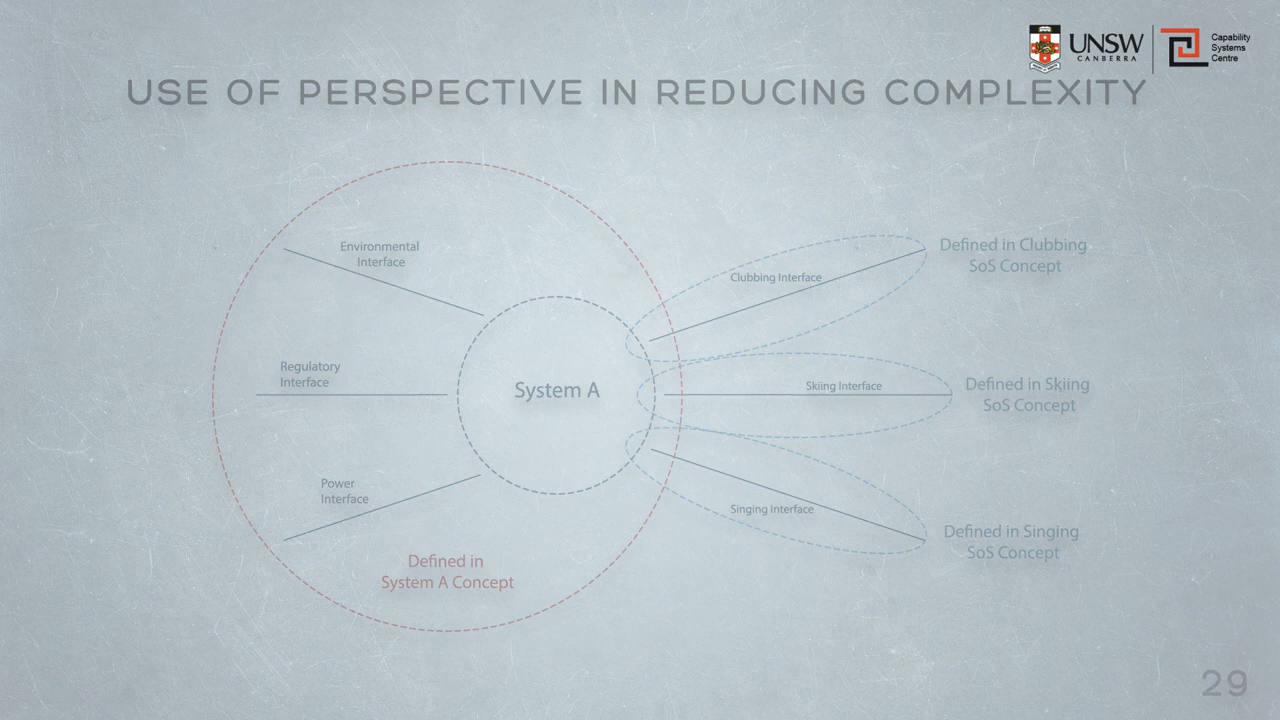 UNSW
CANBERRA
Capability
Systems
Centre
USE OF PERSPECTIVE IN REDUCING COMPLEXITY
Environmental
Interface
Regulatory
Interface
Power
Interface
System A
Defined in
System A Concept
Clubbing Interface
Defined in Clubbing
SoS Concept
Skiing Interface
Defined in Skiing
SoS Concept
Singing Interface
Defined in Singing
SoS Concept
29